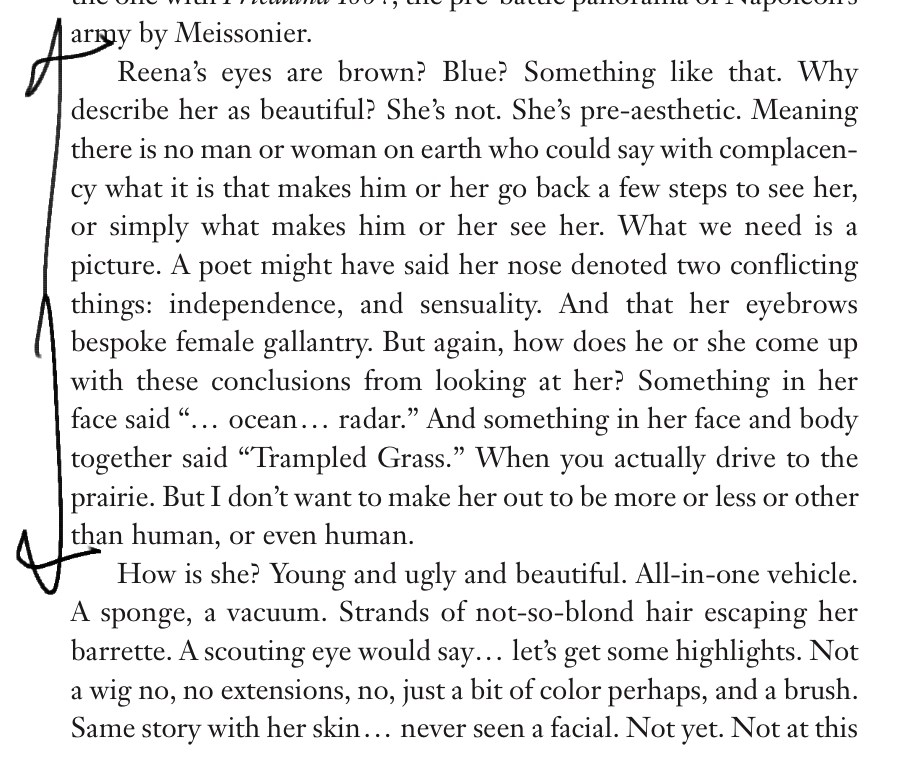 army by Meissonier.
Reena’s eyes are brown? Blue? Something like that. Why
describe her as beautiful? She’s not. She’s pre-aesthetic. Meaning
there is no man or woman on earth who could say with complacen-
cy what it is that makes him or her go back a few steps to see her,
or simply what makes him or her see her. What we need is a
picture. A poet might have said her nose denoted two conflicting
things: independence, and sensuality. And that her eyebrows
bespoke female gallantry. But again, how does he or she come up
with these conclusions from looking at her? Something in her
face said “… ocean… radar.” And something in her face and body
together said “Trampled Grass.” When you actually drive to the
prairie. But I don’t want to make her out to be more or less or other
than human, or even human.
How is she? Young and ugly and beautiful. All-in-one vehicle.
A sponge, a vacuum. Strands of not-so-blond hair escaping her
barrette. A scouting eye would say… let’s get some highlights. Not
a wig no, no extensions, no, just a bit of color perhaps, and a brush.
Same story with her skin… never seen a facial. Not yet. Not at this